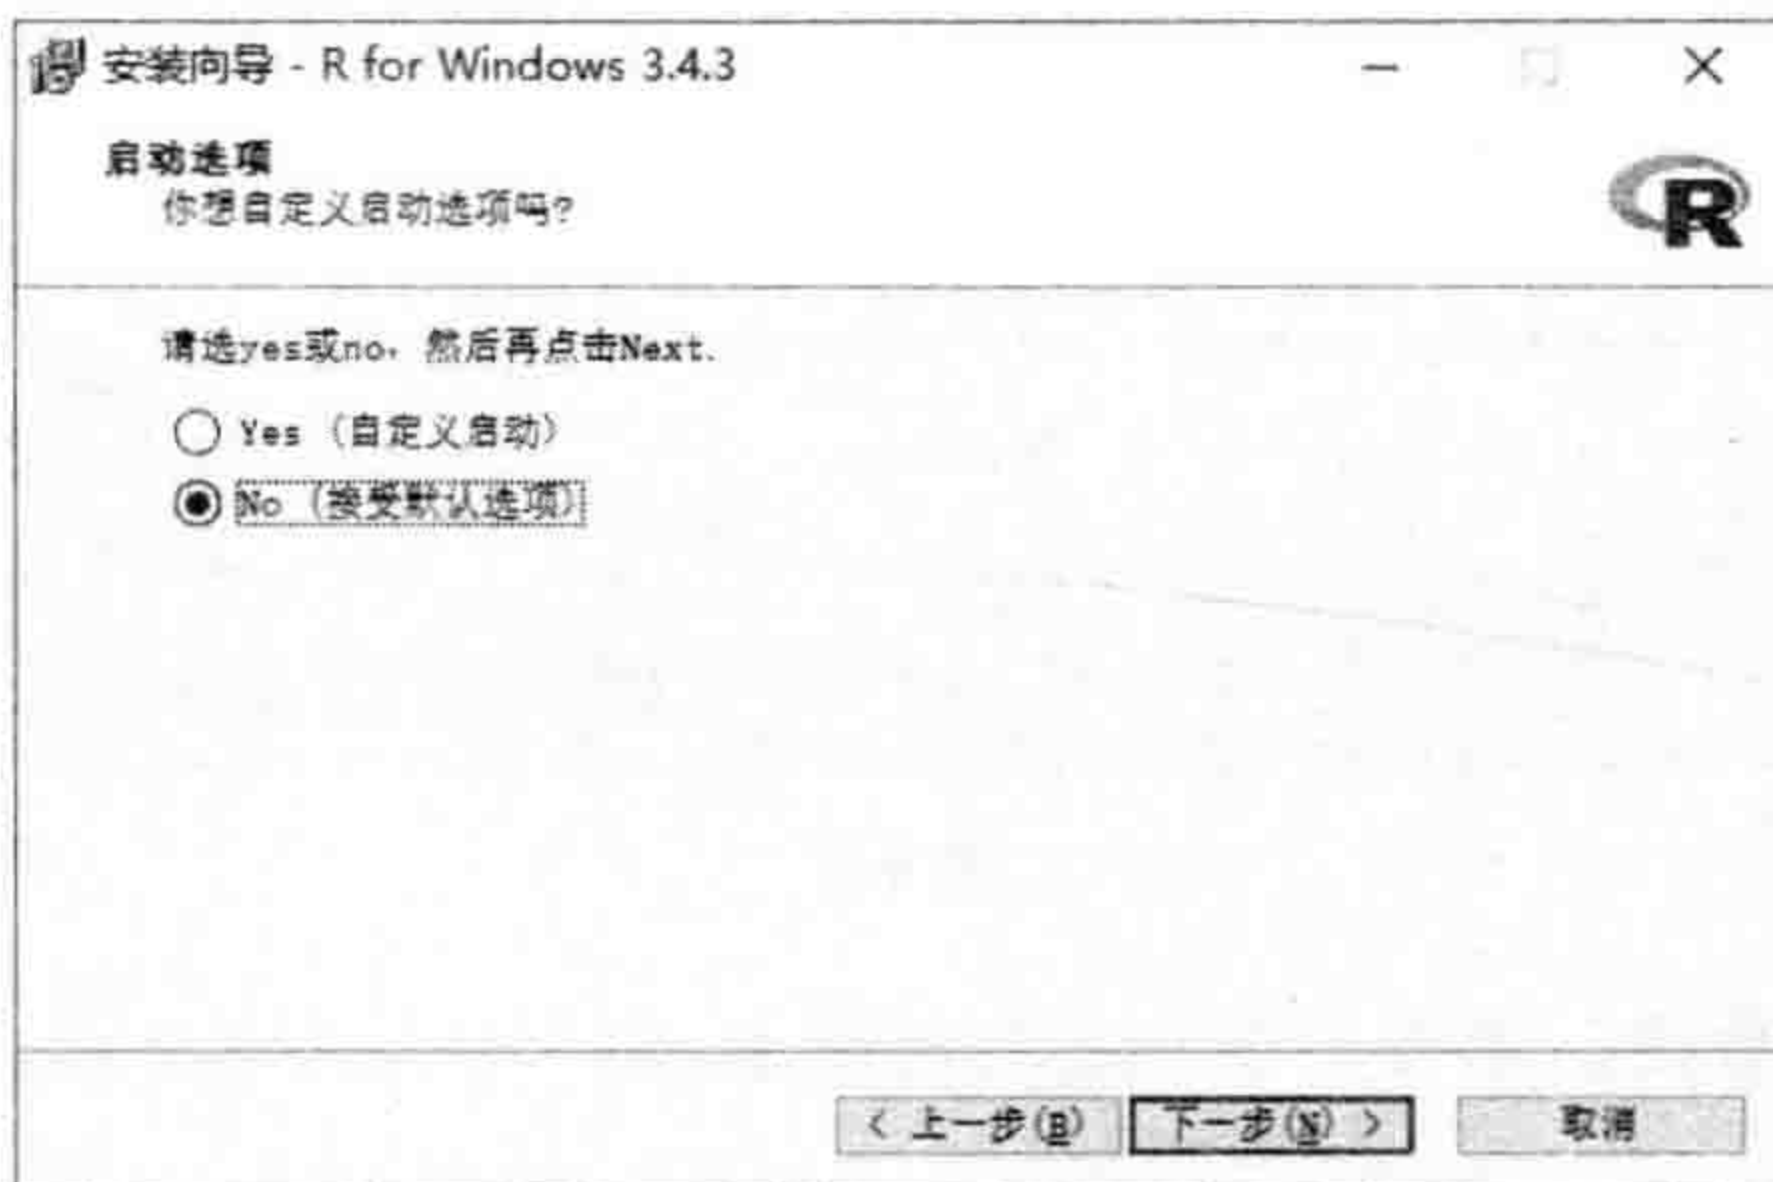 安装向导 - R for Windows 3.4.3
启动选项
你想自定义启动选项吗?
R
请选yes或no，然后再点击Next.
Yes （自定义启动）
No （接受默认选项）
< 上一步(B)
下一步(N) >
取消